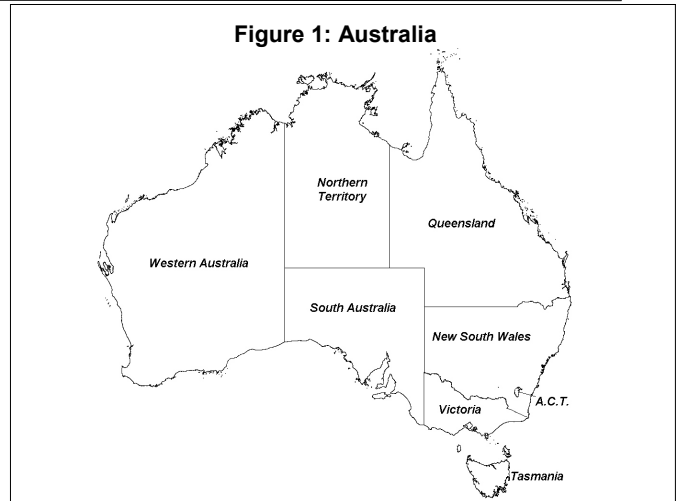 Figure 1: Australia
Northern
Territory
Queensland
Western Australia
South Australia
New South Wales
A.C.T.
Victoria
Tasmania